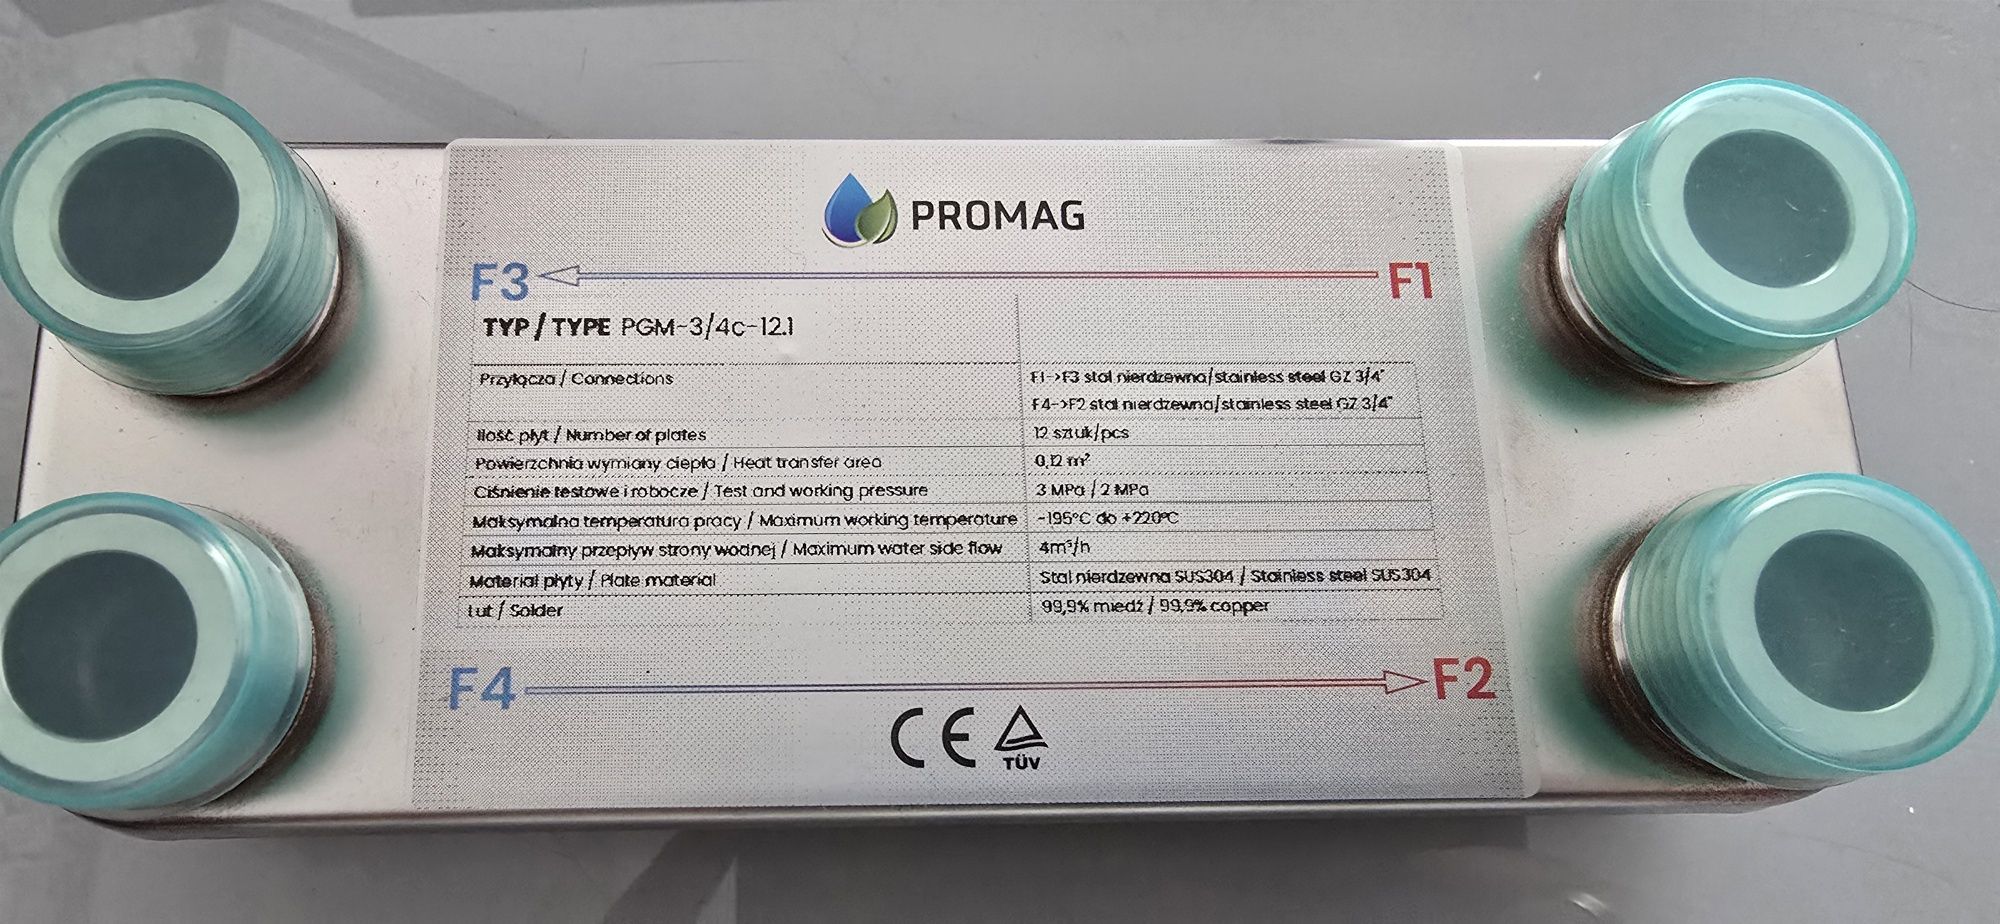 PROMAG
F3 F1
TYP / TYPE PGM-3/4c-12.1
Przyłącza / Connections F1->F3 stal nierdzewna/stainless steel GZ 3/4"
F4->F2 stal nierdzewna/stainless steel GZ 3/4"
Ilość płyt / Number of plates 12 sztuk/pcs
Powierzchnia wymiany ciepła / Heat transfer area 0,12 m²
Ciśnienie testowe i robocze / Test and working pressure 3 MPa / 2 MPa
Maksymalna temperatura pracy / Maximum working temperature -195°C do +220°C
Maksymalny przepływ strony wodnej / Maximum water side flow 4m³/h
Materiał płyty / Plate material Stal nierdzewna SUS304 / Stainless steel SUS304
Lut / Solder 99,9% miedź / 99,9% copper
F4 F2
CE TÜV